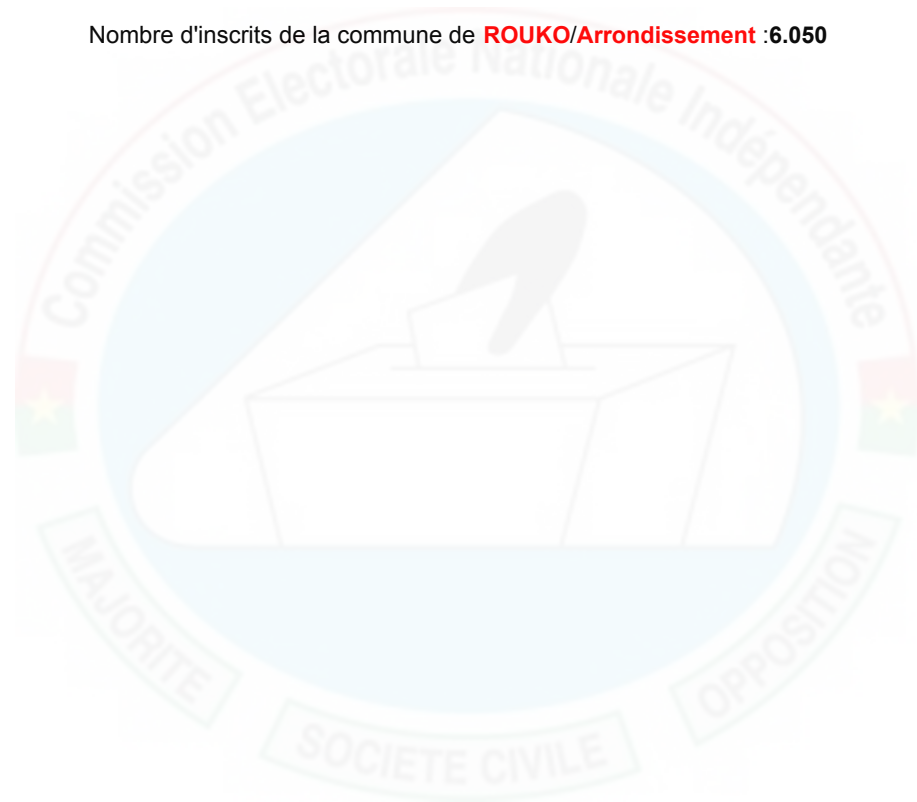 Nombre d'inscrits de la commune de ROUKO/Arrondissement :6.050
Commission Electorale Nationale Indépendante
MAJORITE
SOCIETE CIVILE
OPPOSITION